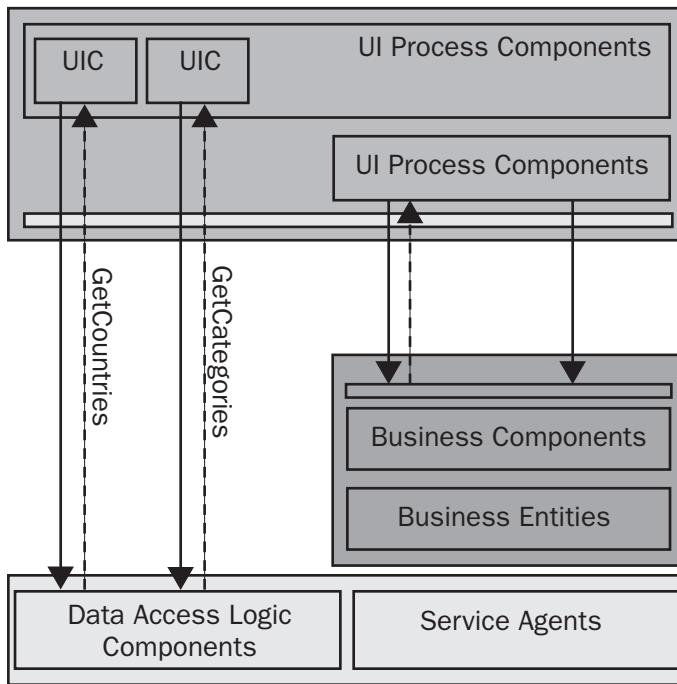 UIC
UIC
UI Process Components
UI Process Components
GetCountries
GetCategories
Business Components
Business Entities
Data Access Logic
Components
Service Agents